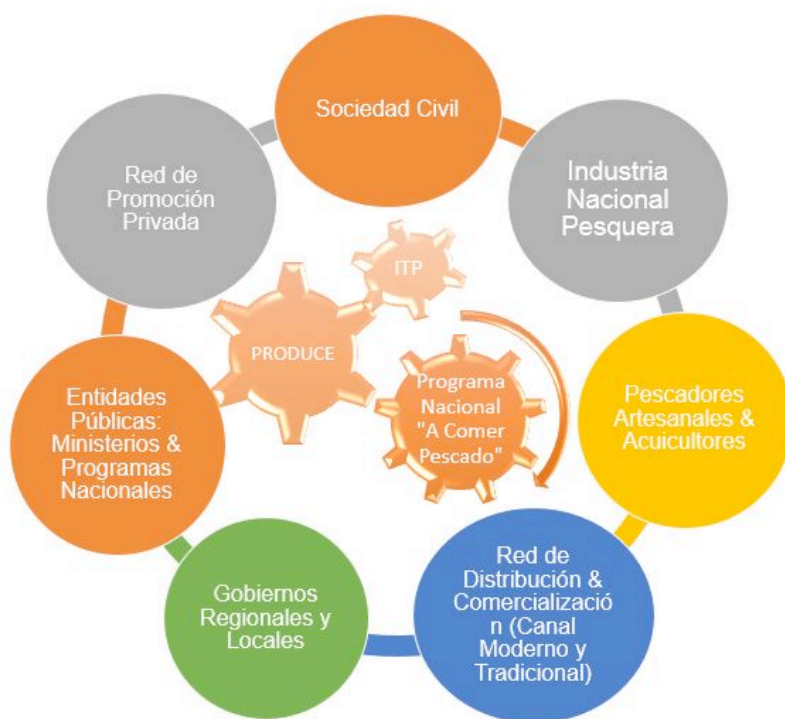 Sociedad Civil
Industria
Nacional
Pesquera
Pescadores
Artesanales &
Acuicultores
Red de
Distribución &
Comercializació
n (Canal
Moderno y
Tradicional)
Gobiernos
Regionales y
Locales
Entidades
Públicas:
Ministerios &
Programas
Nacionales
Red de
Promoción
Privada
ITP
PRODUCE
Programa
Nacional
"A Comer
Pescado"